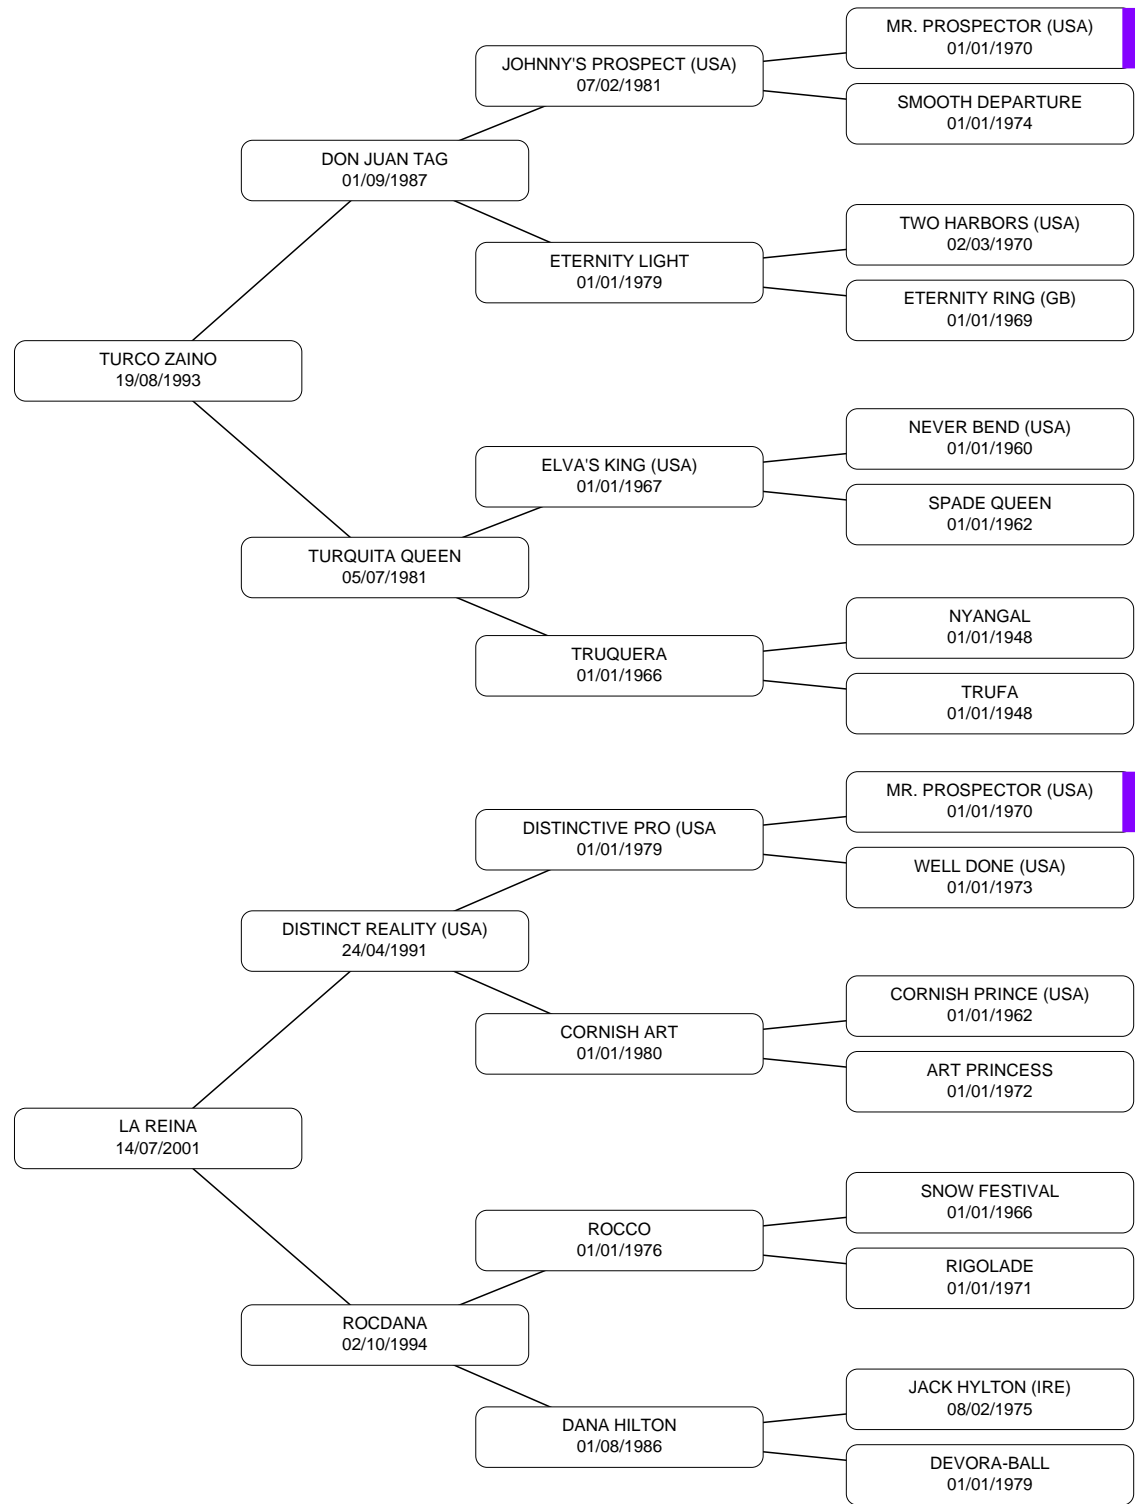 MR. PROSPECTOR (USA)
01/01/1970
JOHNNY'S PROSPECT (USA)
07/02/1981
SMOOTH DEPARTURE
01/01/1974
DON JUAN TAG
01/09/1987
TWO HARBORS (USA)
02/03/1970
ETERNITY LIGHT
01/01/1979
ETERNITY RING (GB)
01/01/1969
TURCO ZAINO
19/08/1993
NEVER BEND (USA)
01/01/1960
ELVA'S KING (USA)
01/01/1967
SPADE QUEEN
01/01/1962
TURQUITA QUEEN
05/07/1981
NYANGAL
01/01/1948
TRUQUERA
01/01/1966
TRUFA
01/01/1948
MR. PROSPECTOR (USA)
01/01/1970
DISTINCTIVE PRO (USA
01/01/1979
WELL DONE (USA)
01/01/1973
DISTINCT REALITY (USA)
24/04/1991
CORNISH PRINCE (USA)
01/01/1962
CORNISH ART
01/01/1980
ART PRINCESS
01/01/1972
LA REINA
14/07/2001
SNOW FESTIVAL
01/01/1966
ROCCO
01/01/1976
RIGOLADE
01/01/1971
ROCDANA
02/10/1994
JACK HYLTON (IRE)
08/02/1975
DANA HILTON
01/08/1986
DEVORA-BALL
01/01/1979